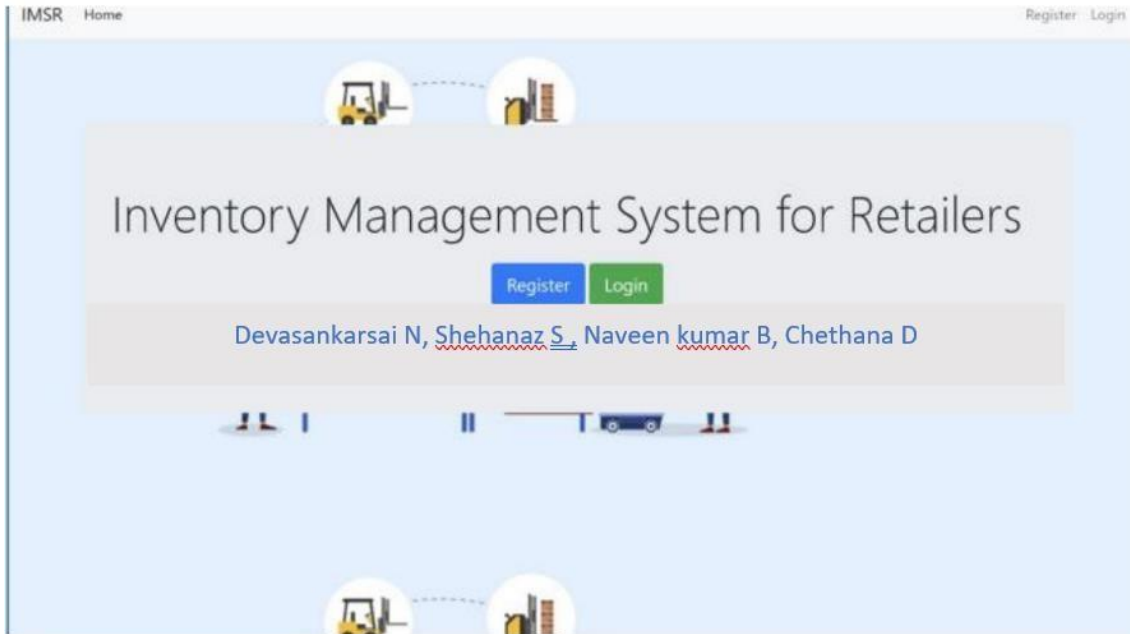 IMSR Home Register Login
Inventory Management System for Retailers
Register Login
Devasankarsai N, Shehanaz S , Naveen kumar B, Chethana D